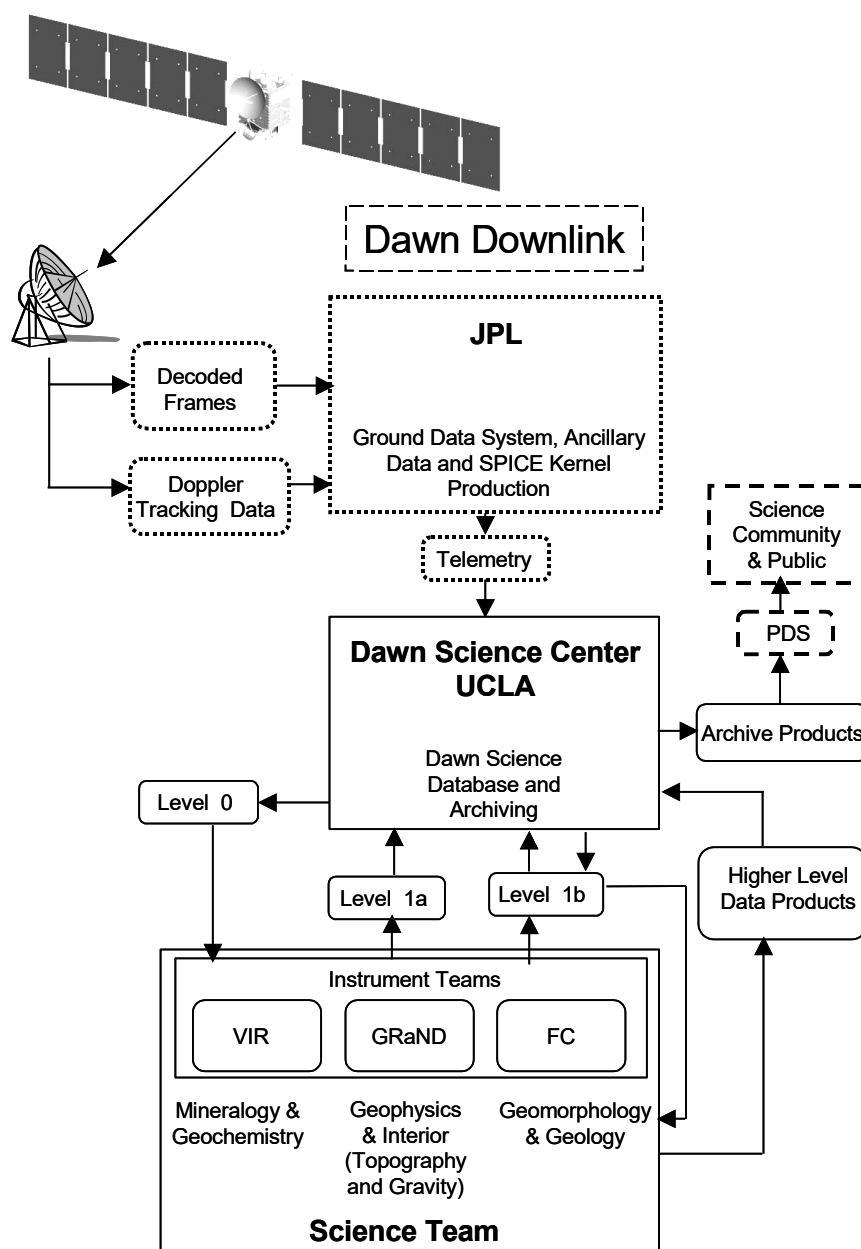 Dawn Downlink
JPL
Ground Data System, Ancillary
Data and SPICE Kernel
Production
Decoded
Frames
Doppler
Tracking Data
Telemetry
Science
Community
& Public
PDS
Archive Products
Dawn Science Center
UCLA
Dawn Science
Database and
Archiving
Level 0
Level 1a
Level 1b
Higher Level
Data Products
Instrument Teams
VIR
GRaND
FC
Mineralogy &
Geochemistry
Geophysics
& Interior
(Topography
and Gravity)
Geomorphology
& Geology
Science Team